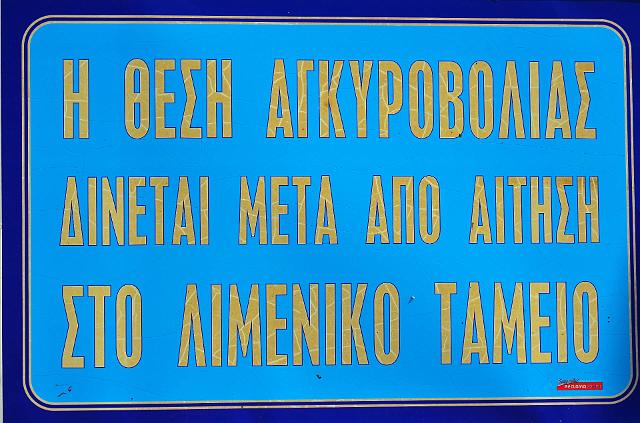 Η ΘΕΣΗ ΑΓΚΥΡΟΒΟΛΙΑΣ
ΔΙΝΕΤΑΙ ΜΕΤΑ ΑΠΟ ΑΙΤΗΣΗ
ΣΤΟ ΛΙΜΕΝΙΚΟ ΤΑΜΕΙΟ